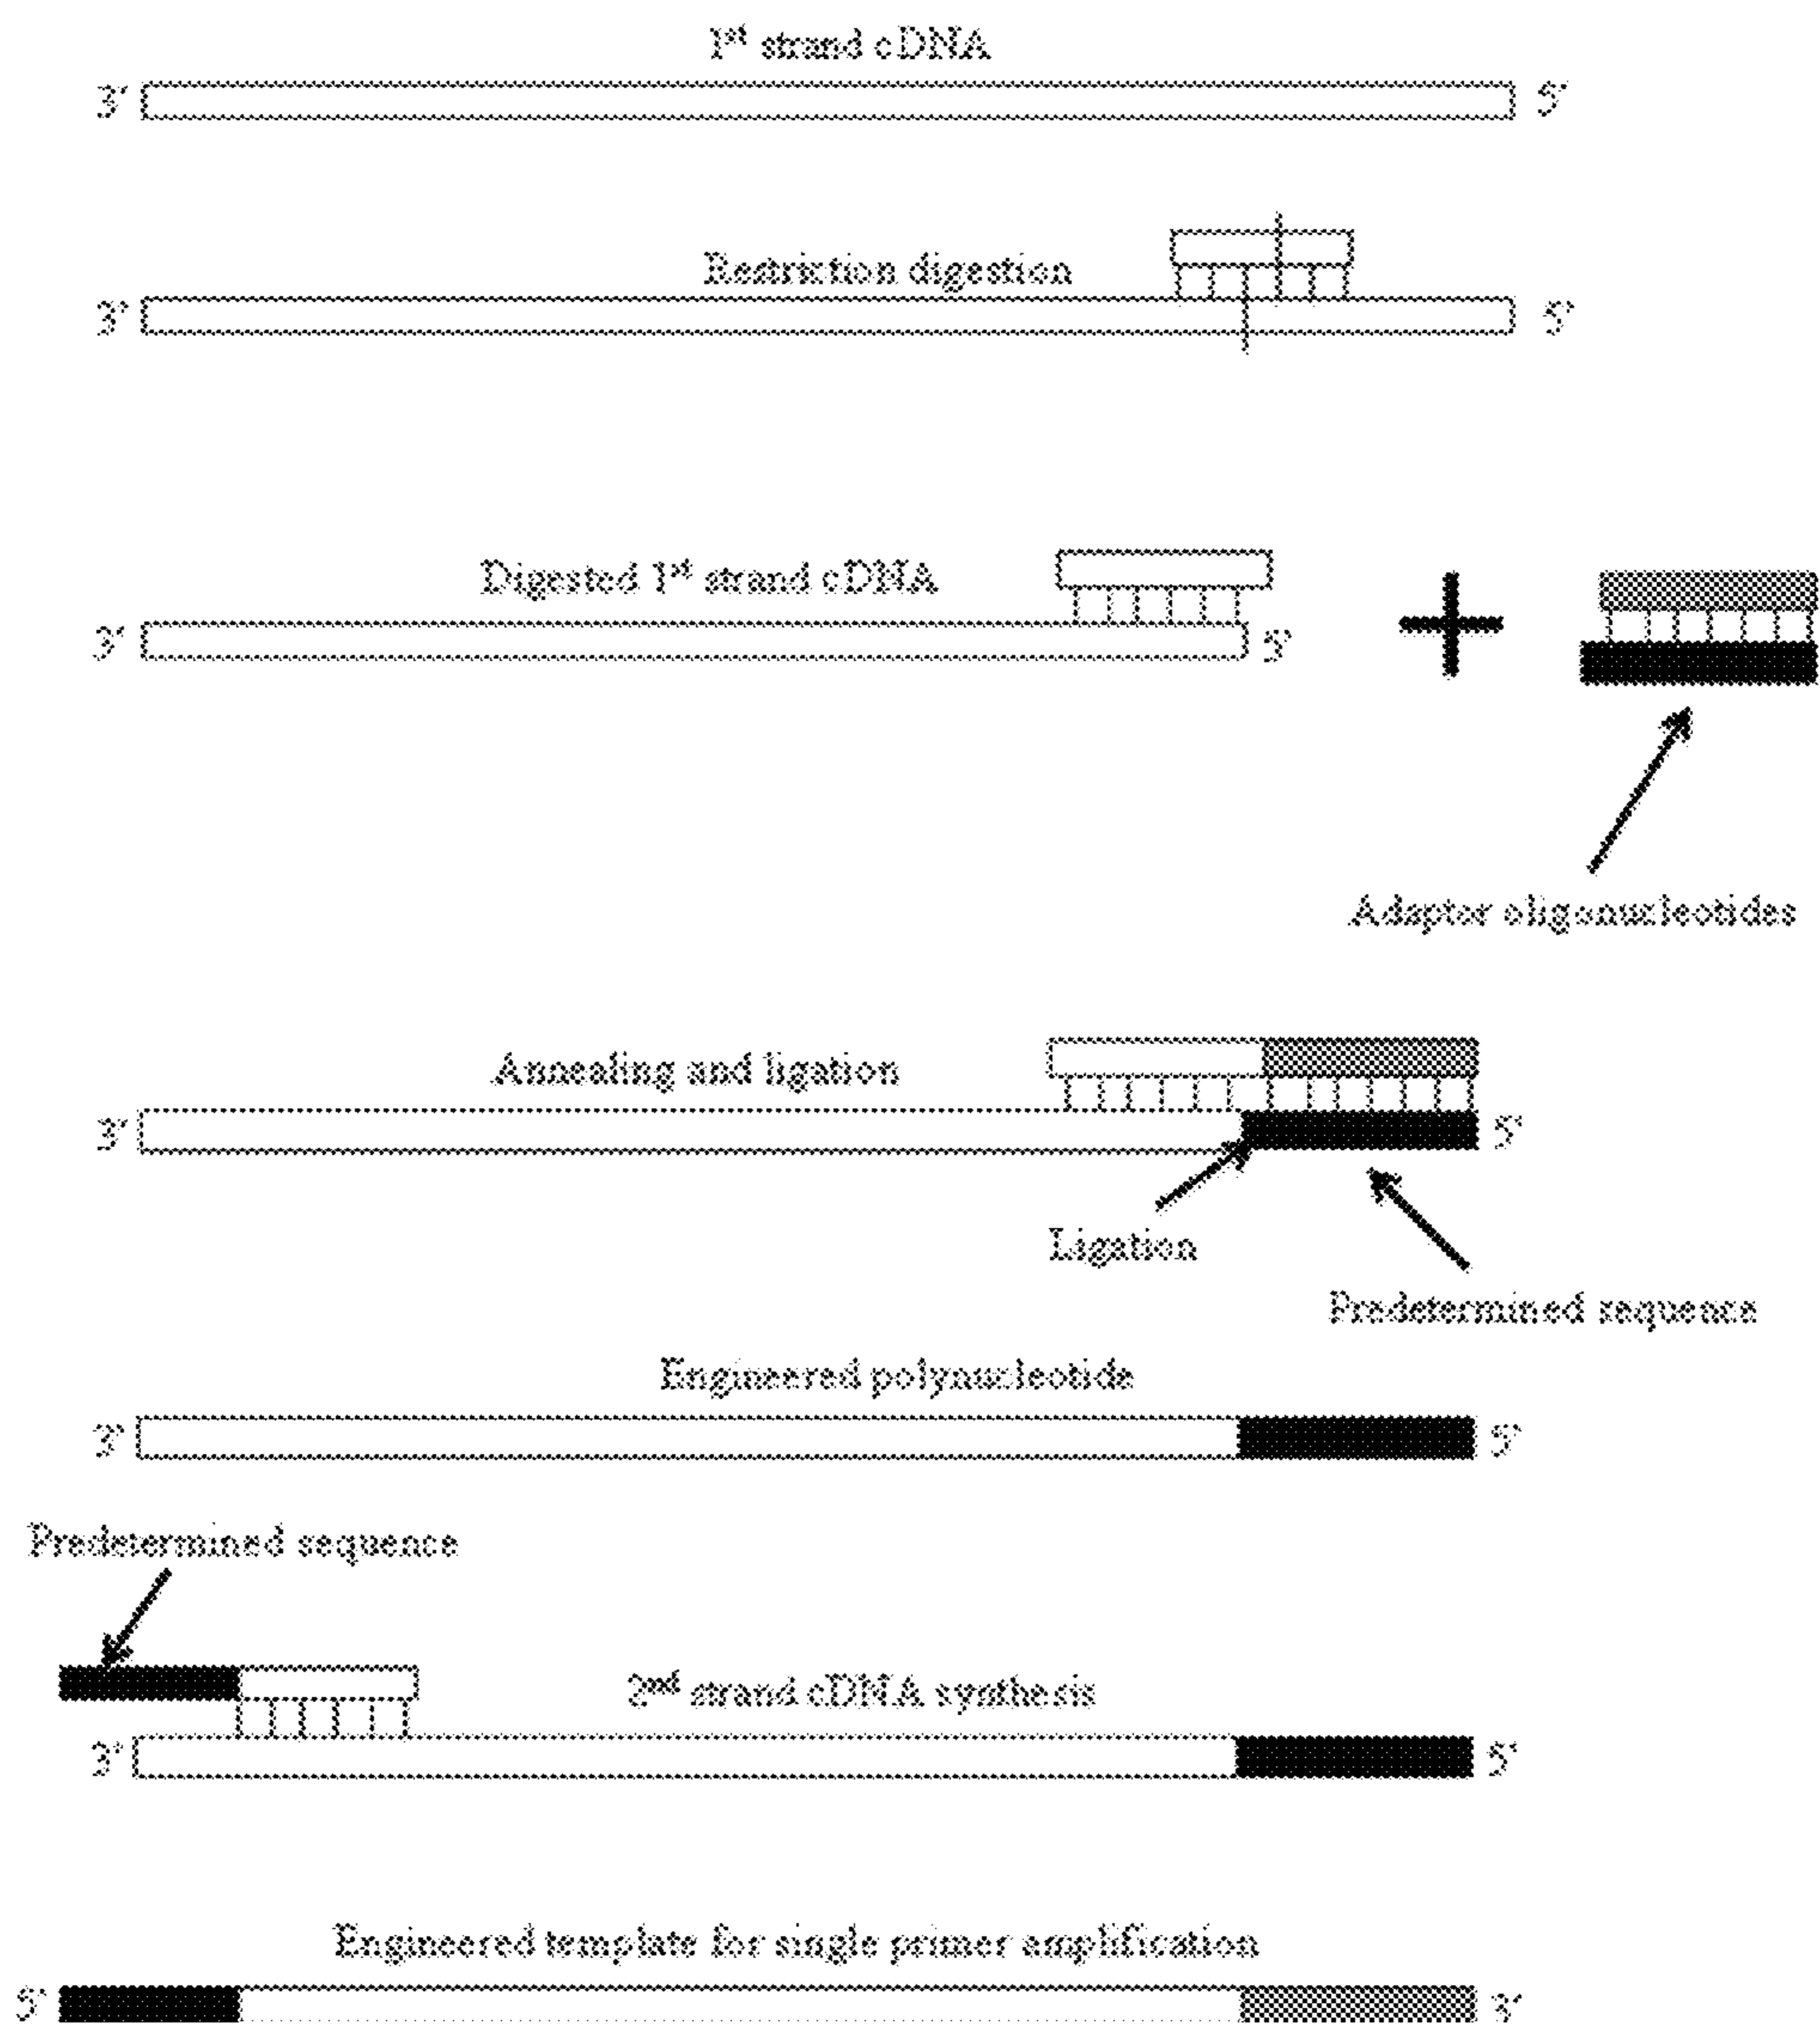 1st strand cDNA
3' 5'
Restriction digestion
3' 5'
Digested 1st strand cDNA
3' 5'
Adaptor oligonucleotides
Annealing and ligation
3' 5'
Ligation
Predetermined sequence
Engineered polynucleotide
3' 5'
Predetermined sequence
2nd strand cDNA synthesis
3' 5'
Engineered template for single primer amplification
5' 3'